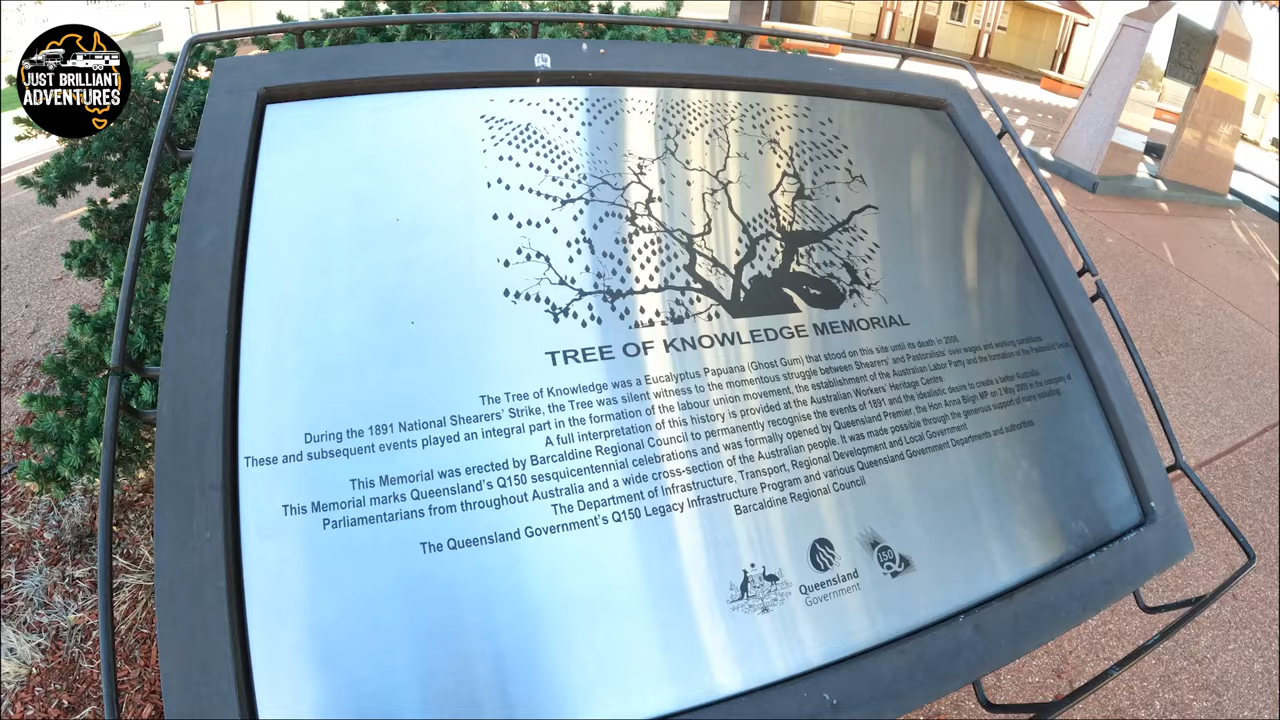 JUST BRILLIANT
ADVENTURES
TREE OF KNOWLEDGE MEMORIAL
The Tree of Knowledge was a Eucalyptus Papuana (Ghost Gum) that stood on this site until its death in 2006.
During the 1891 National Shearers' Strike, the Tree was silent witness to the momentous struggle between Shearers' and Pastoralists' over wages and working conditions.
These and subsequent events played an integral part in the formation of the labour union movement, the establishment of the Australian Labor Party and the formation of the Pastoralists' Union.
A full interpretation of this history is provided at the Australian Workers' Heritage Centre.
This Memorial was erected by Barcaldine Regional Council to permanently recognise the events of 1891 and the idealistic desire to create a better Australia.
This Memorial marks Queensland's Q150 sesquicentennial celebrations and was formally opened by Queensland Premier, the Hon Anna Bligh MP on 2 May 2009 in the company of
Parliamentarians from throughout Australia and a wide cross-section of the Australian people. It was made possible through the generous support of many including:
The Department of Infrastructure, Transport, Regional Development and Local Government
The Queensland Government's Q150 Legacy Infrastructure Program and various Queensland Government Departments and authorities
Barcaldine Regional Council
Queensland
Government
Q150